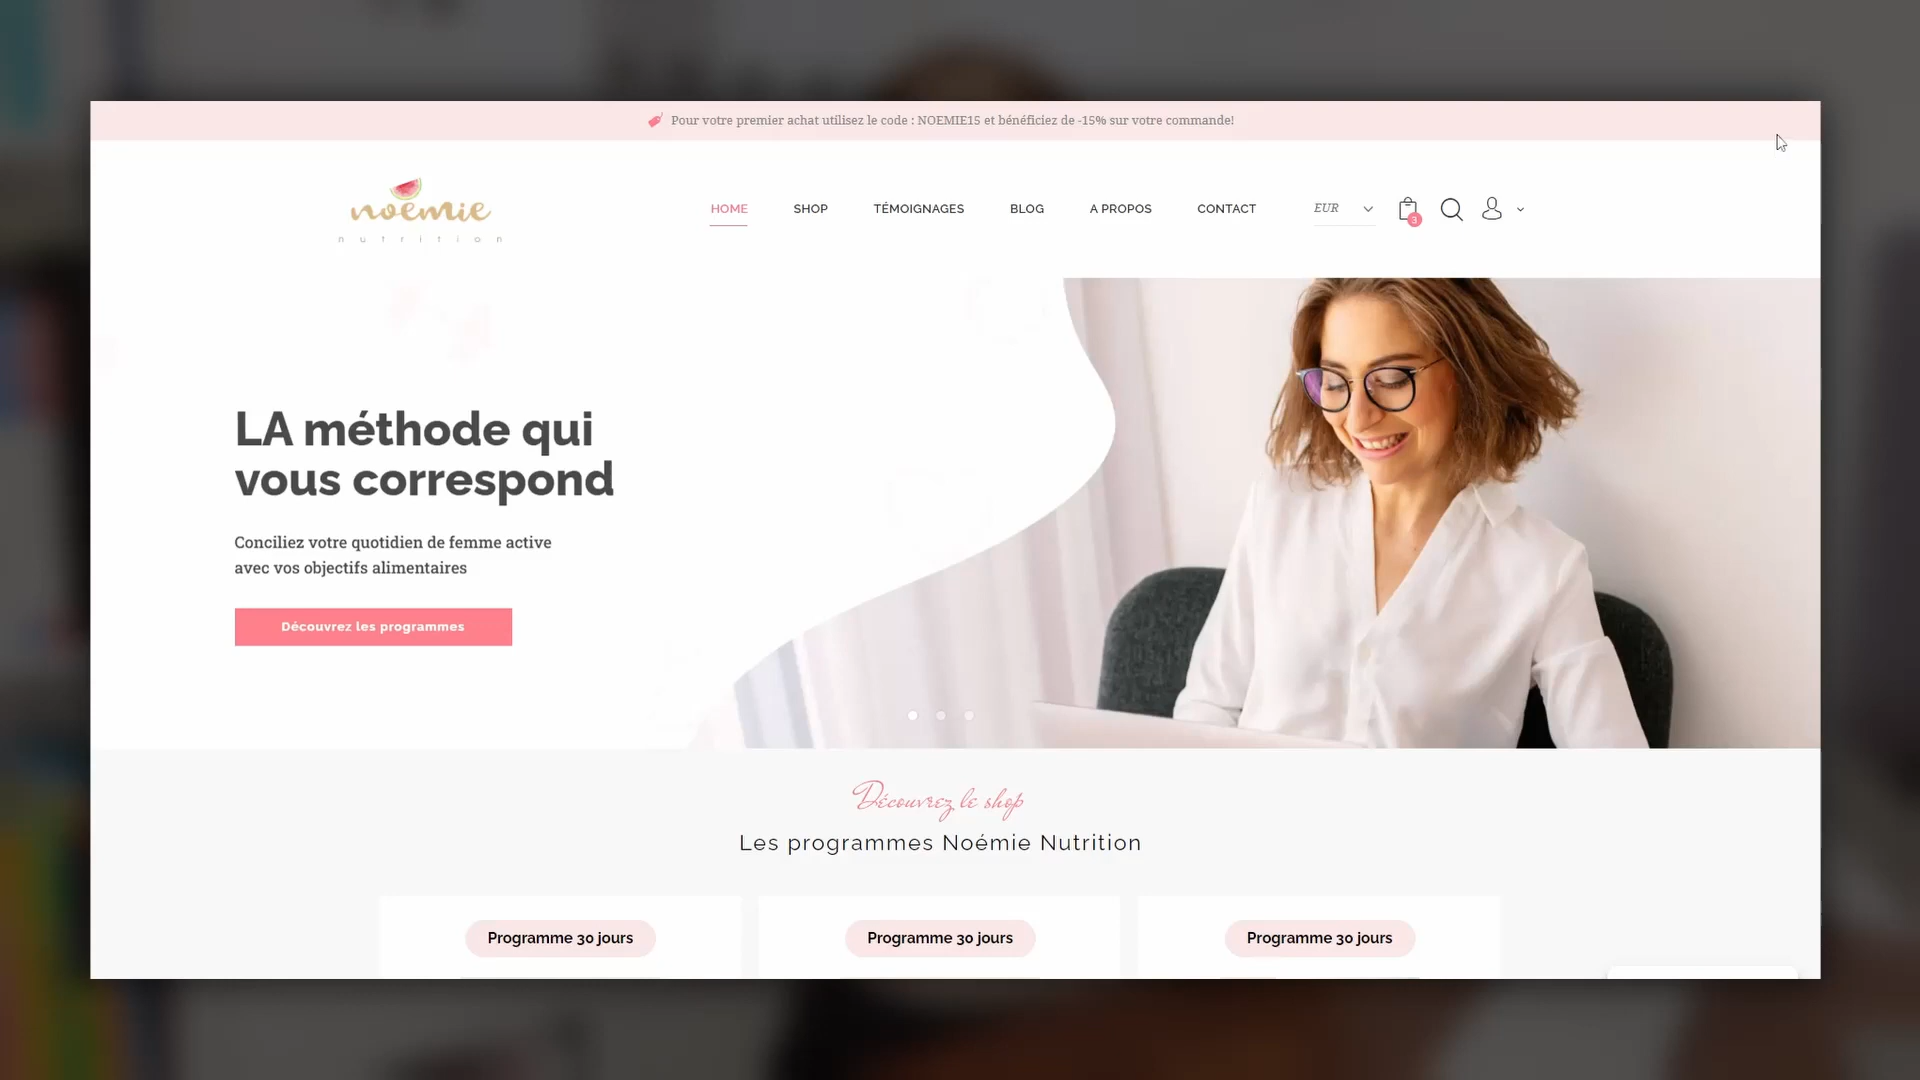 Pour votre premier achat utilisez le code : NOEMIE15 et bénéficiez de -15% sur votre commande!
noemie
nutrition
HOME SHOP TÉMOIGNAGES BLOG A PROPOS CONTACT EUR 3
LA méthode qui
vous correspond
Conciliez votre quotidien de femme active
avec vos objectifs alimentaires
Découvrez les programmes
Découvrez le shop
Les programmes Noémie Nutrition
Programme 30 jours Programme 30 jours Programme 30 jours